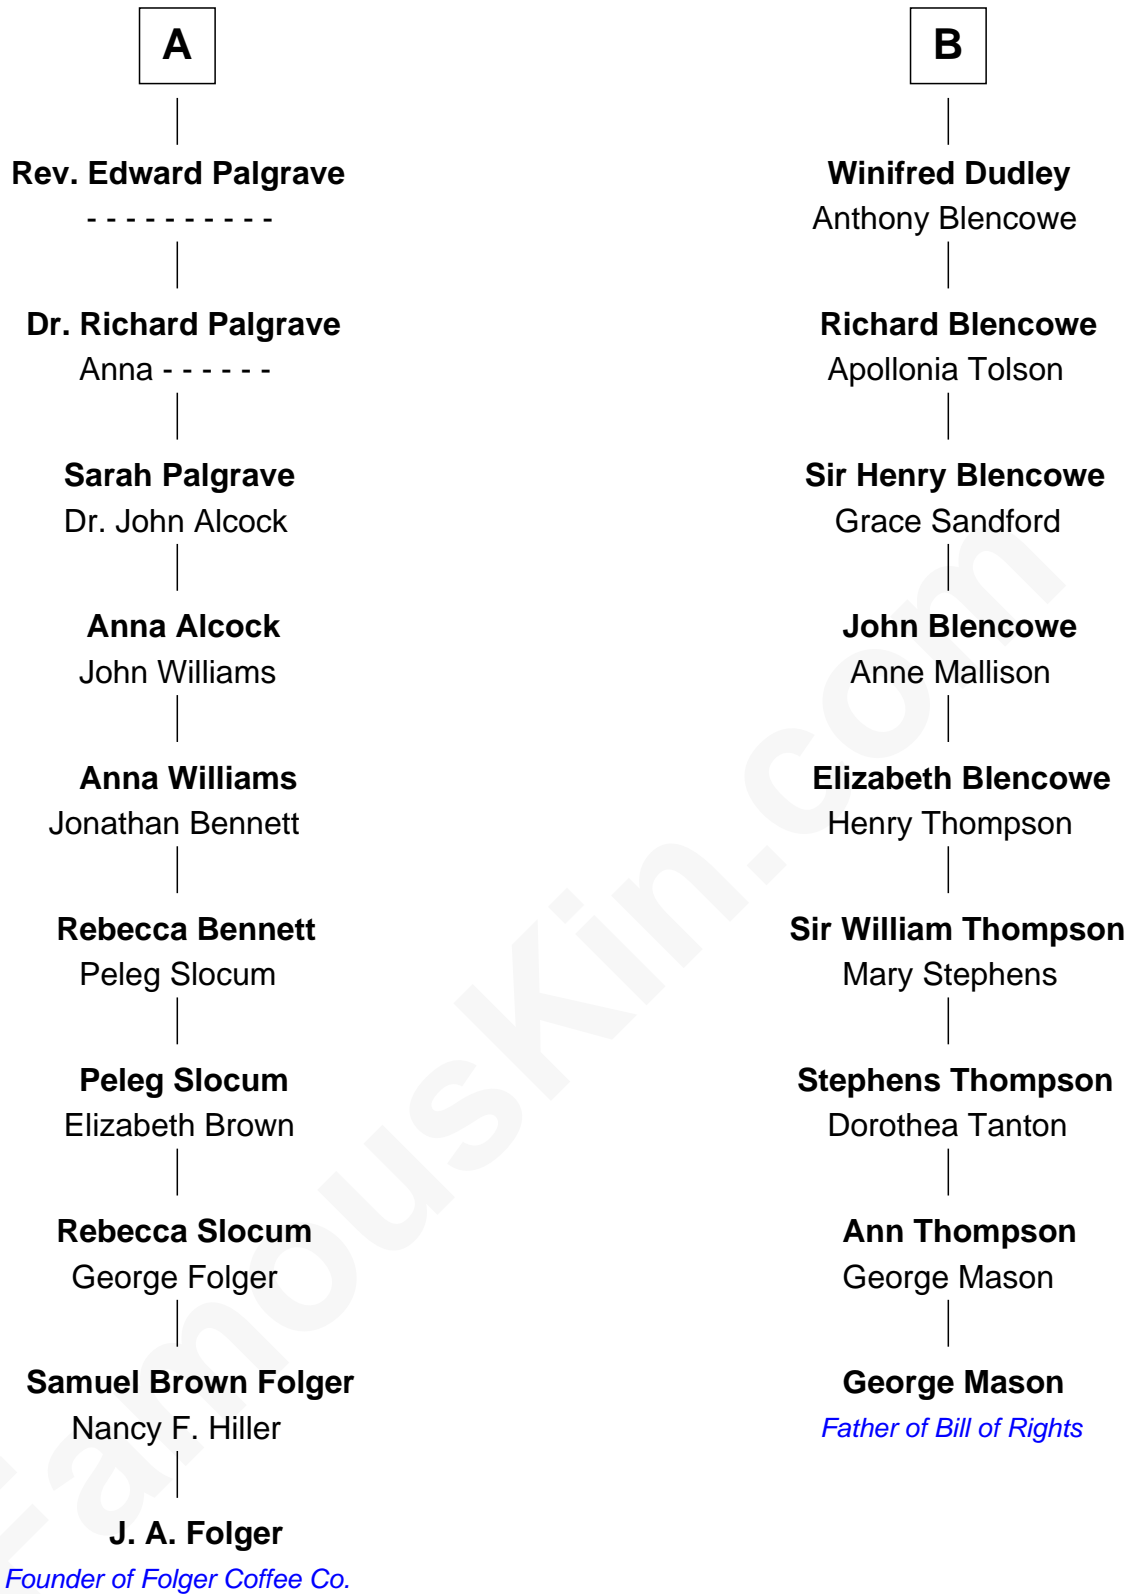 A
Rev. Edward Palgrave
- - - - - - - - - -
Dr. Richard Palgrave
Anna - - - - - -
Sarah Palgrave
Dr. John Alcock
Anna Alcock
John Williams
Anna Williams
Jonathan Bennett
Rebecca Bennett
Peleg Slocum
Peleg Slocum
Elizabeth Brown
Rebecca Slocum
George Folger
Samuel Brown Folger
Nancy F. Hiller
J. A. Folger
Founder of Folger Coffee Co.
B
Winifred Dudley
Anthony Blencowe
Richard Blencowe
Apollonia Tolson
Sir Henry Blencowe
Grace Sandford
John Blencowe
Anne Mallison
Elizabeth Blencowe
Henry Thompson
Sir William Thompson
Mary Stephens
Stephens Thompson
Dorothea Tanton
Ann Thompson
George Mason
George Mason
Father of Bill of Rights
FamousKin.com